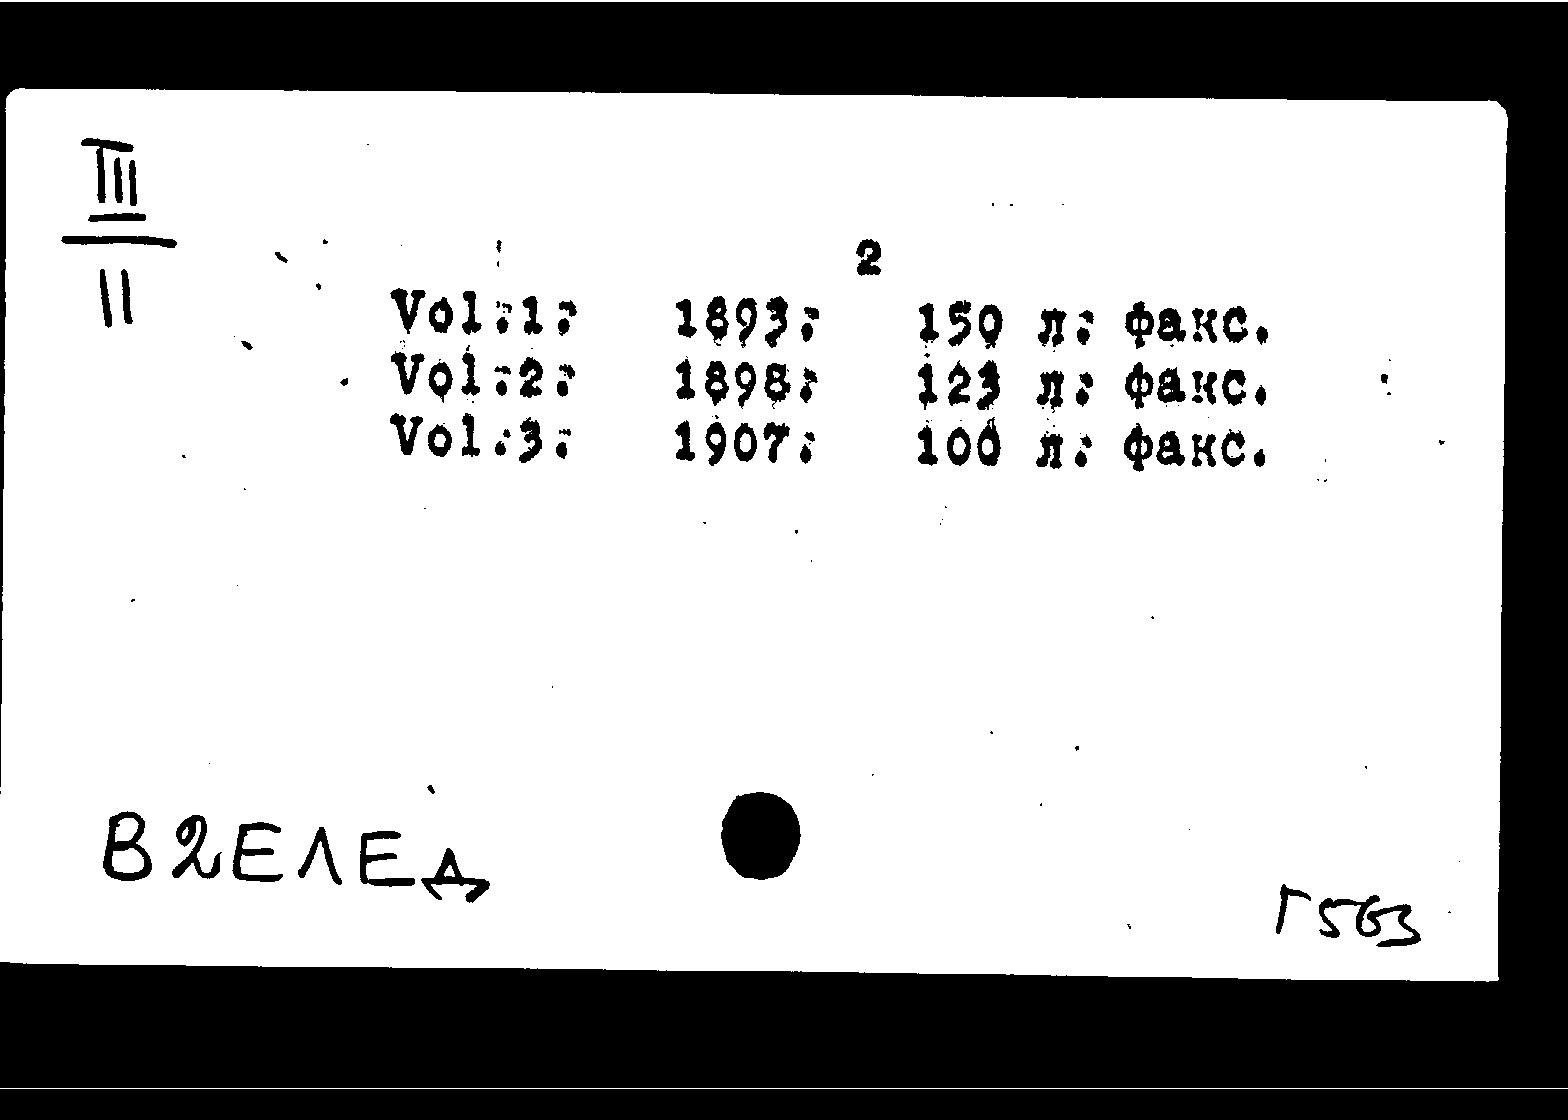 III
II
2
Vol.1. 1893. 150 л. факс.
Vol.2. 1898. 123 л. факс.
Vol.3. 1907. 100 л. факс.
В2ЕЛЕД
Г563